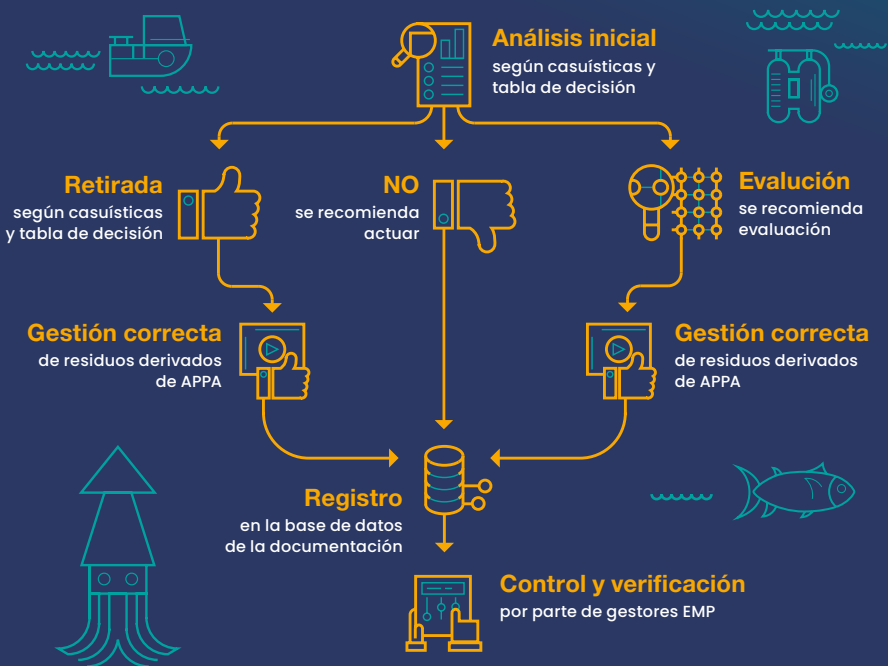 Análisis inicial
según casuísticas y
tabla de decisión
Retirada
según casuísticas
y tabla de decisión
NO
se recomienda
actuar
Evalución
se recomienda
evaluación
Gestión correcta
de residuos derivados
de APPA
Gestión correcta
de residuos derivados
de APPA
Registro
en la base de datos
de la documentación
Control y verificación
por parte de gestores EMP